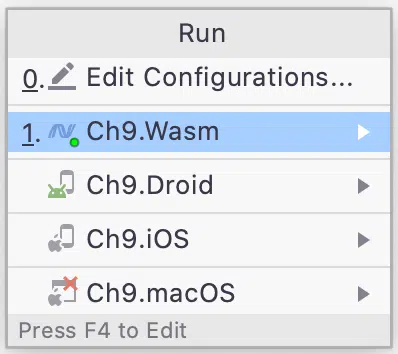 Run
0. Edit Configurations...
1. Ch9.Wasm
Ch9.Droid
Ch9.iOS
Ch9.macOS
Press F4 to Edit